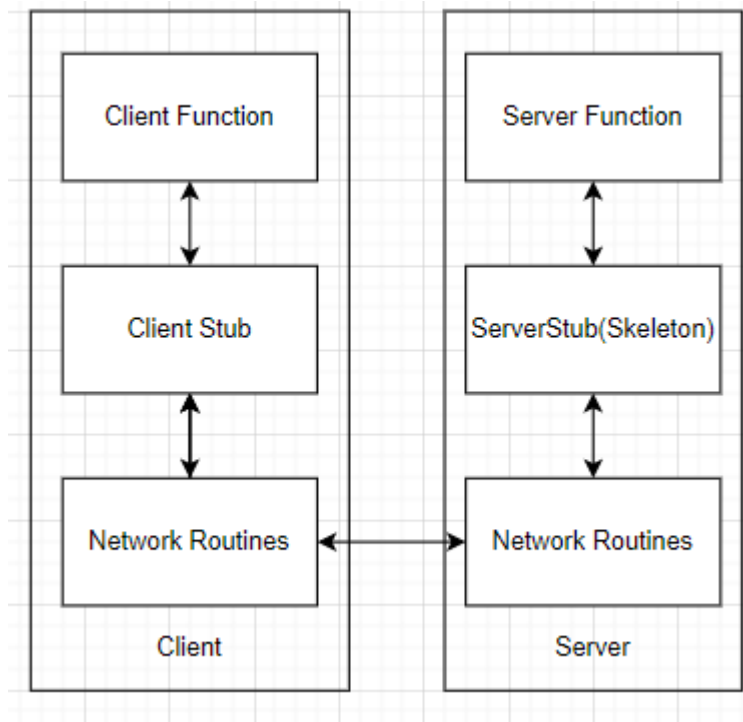 Client Function
Client Stub
Network Routines
Client
Server Function
ServerStub(Skeleton)
Network Routines
Server